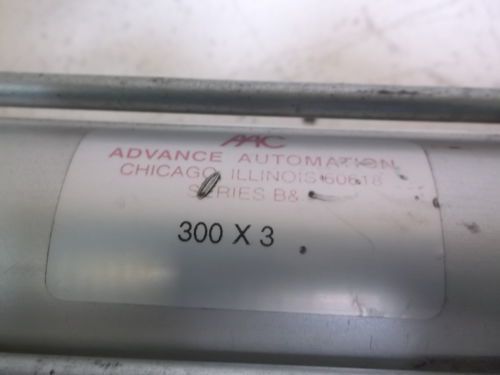 AAC
ADVANCE AUTOMATION
CHICAGO, ILLINOIS 60618
SERIES B&
300 X 3